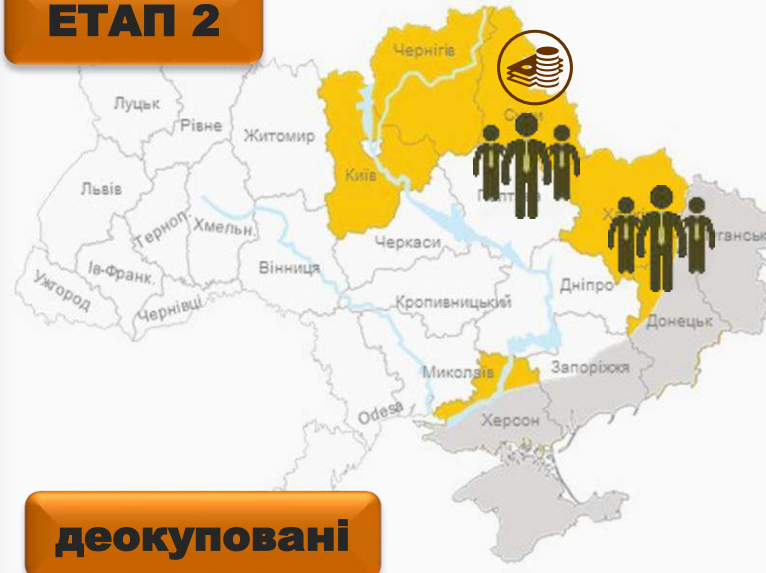 ЕТАП 2
Чернігів
Луцьк
Рівне
Житомир
Київ
Львів
Терноп.
Хмельн.
Черкаси
Вінниця
Ів-Франк.
Ужгород
Чернівці
Кропивницький
Дніпро
Донецьк
Миколаїв
Запоріжжя
Odesa
Херсон
деокуповані